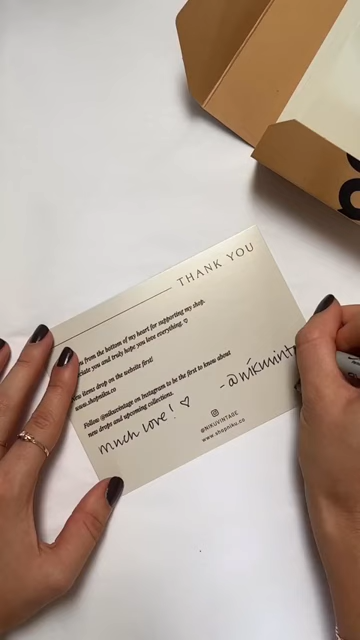 THANK YOU
from the bottom of my heart for supporting my shop.
you and truly hope you love everything. ♡
New items drop on the website first!
www.shopniku.co
Follow @nikuvintage on Instagram to be the first to know about
new drops and upcoming collections.
much love! ♡
-@nikuvint
@NIKUVINTAGE
www.shopniku.co